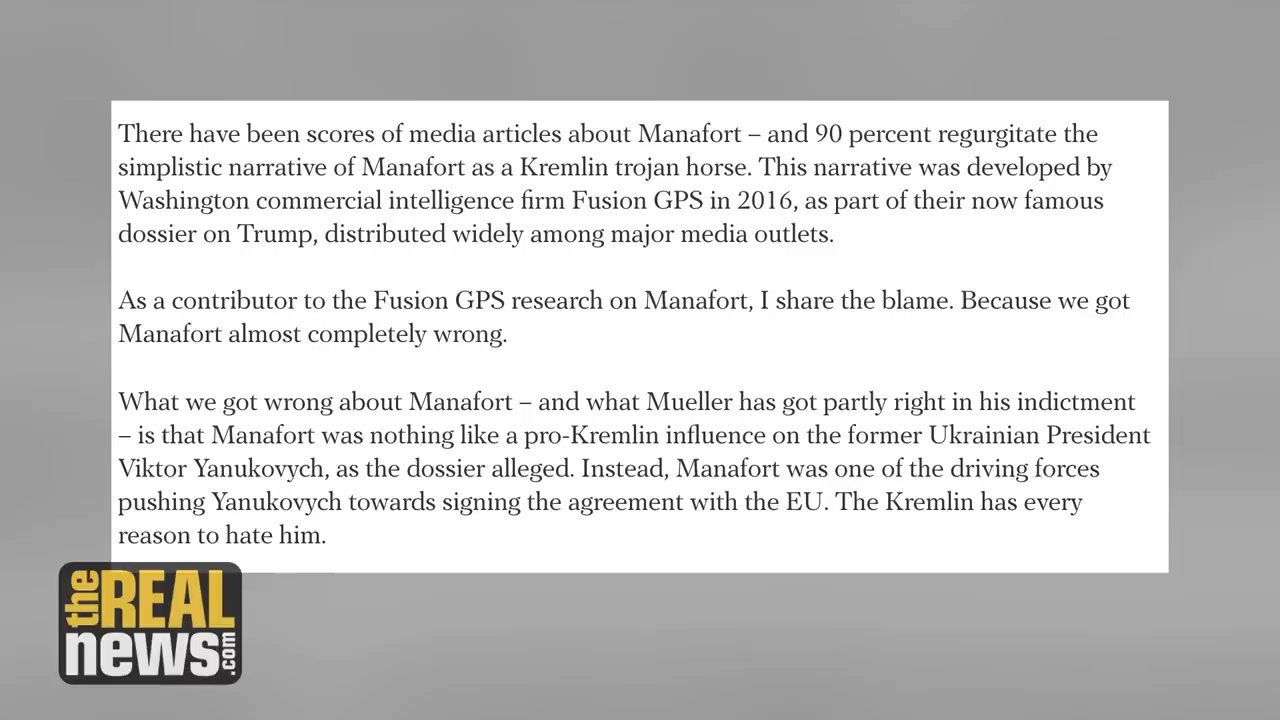 There have been scores of media articles about Manafort – and 90 percent regurgitate the
simplistic narrative of Manafort as a Kremlin trojan horse. This narrative was developed by
Washington commercial intelligence firm Fusion GPS in 2016, as part of their now famous
dossier on Trump, distributed widely among major media outlets.
As a contributor to the Fusion GPS research on Manafort, I share the blame. Because we got
Manafort almost completely wrong.
What we got wrong about Manafort – and what Mueller has got partly right in his indictment
– is that Manafort was nothing like a pro-Kremlin influence on the former Ukrainian President
Viktor Yanukovych, as the dossier alleged. Instead, Manafort was one of the driving forces
pushing Yanukovych towards signing the agreement with the EU. The Kremlin has every
reason to hate him.
the REAL
news.com